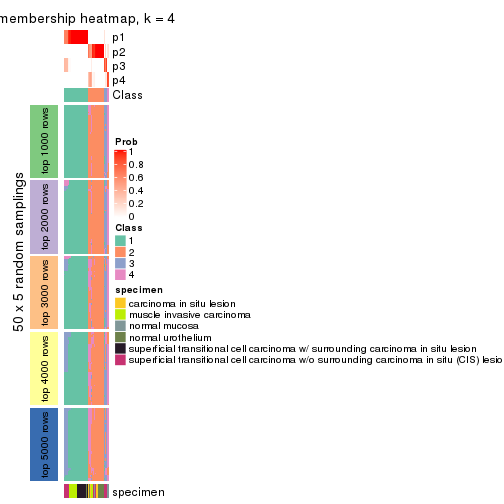 membership heatmap, k = 4
p1
p2
p3
p4
Class
50 x 5 random samplings
top 1000 rows
top 2000 rows
top 3000 rows
top 4000 rows
top 5000 rows
Prob
1
0.8
0.6
0.4
0.2
0
Class
1
2
3
4
specimen
carcinoma in situ lesion
muscle invasive carcinoma
normal mucosa
normal urothelium
superficial transitional cell carcinoma w/ surrounding carcinoma in situ lesion
superficial transitional cell carcinoma w/o surrounding carcinoma in situ (CIS) lesio
specimen